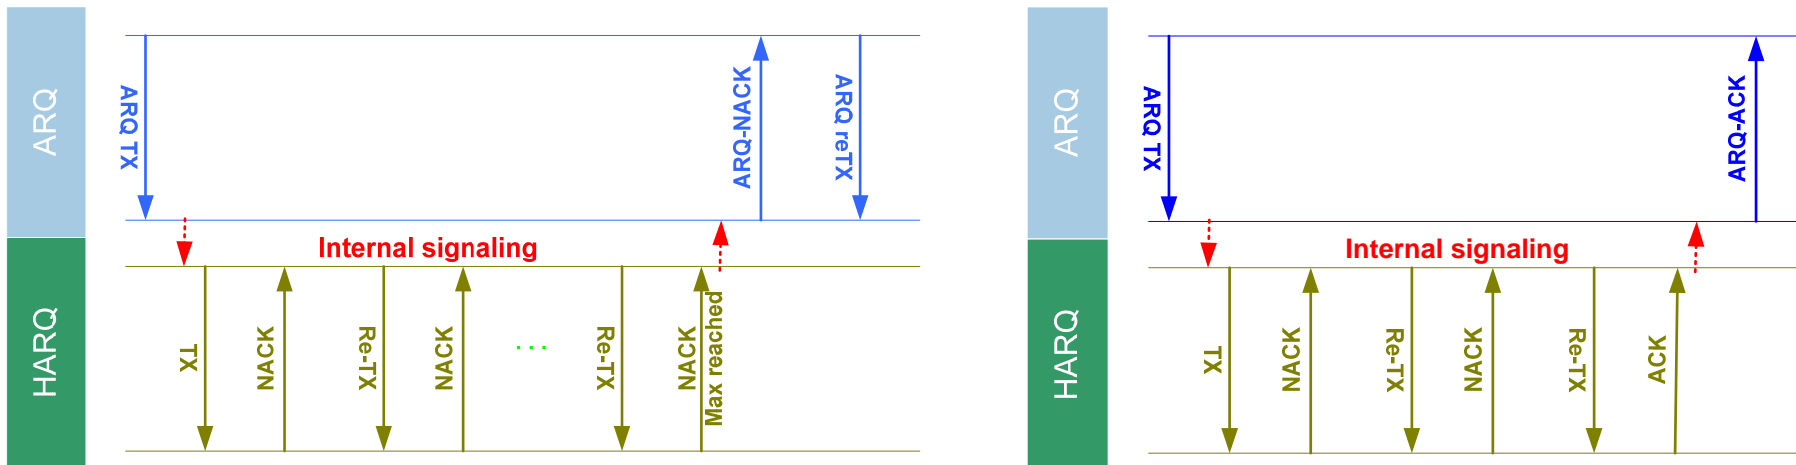 ARQ
ARQ TX
ARQ-NACK
ARQ reTX
Internal signaling
HARQ
TX
NACK
Re-TX
NACK
...
Re-TX
NACK
Max reached
ARQ
ARQ TX
ARQ-ACK
Internal signaling
HARQ
TX
NACK
Re-TX
NACK
Re-TX
ACK